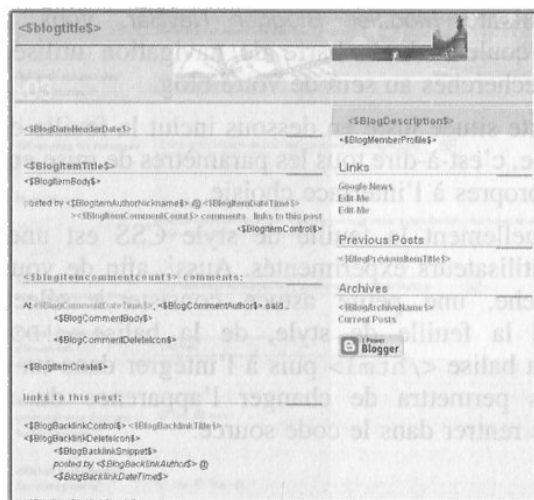 <$blogtitle$>
<$BlogDateHeaderDate$>
<$BlogItemTitle$>
<$BlogItemBody$>
posted by <$BlogItemAuthorNickname$> @ <$BlogItemDateTime$>
><$BlogItemCommentCount$> comments links to this post
<$BlogItemControl$>
<$blogitemcommentcount$> comments:
At <$BlogCommentDateTime$>, <$BlogCommentAuthor$> said...
<$BlogCommentBody$>
<$BlogCommentDeleteIcon$>
<$BlogItemCreate$>
links to this post:
<$BlogBacklinkControl$> <$BlogBacklinkTitle$>
<$BlogBacklinkDeleteIcon$>
<$BlogBacklinkSnippet$>
posted by <$BlogBacklinkAuthor$> @
<$BlogBacklinkDateTime$>
<$BlogDescription$>
<$BlogMemberProfile$>
Links
Google News
Edit Me
Edit Me
Previous Posts
<$BlogPreviousItemTitle$>
Archives
<$BlogArchiveName$>
Current Posts
I Power
Blogger